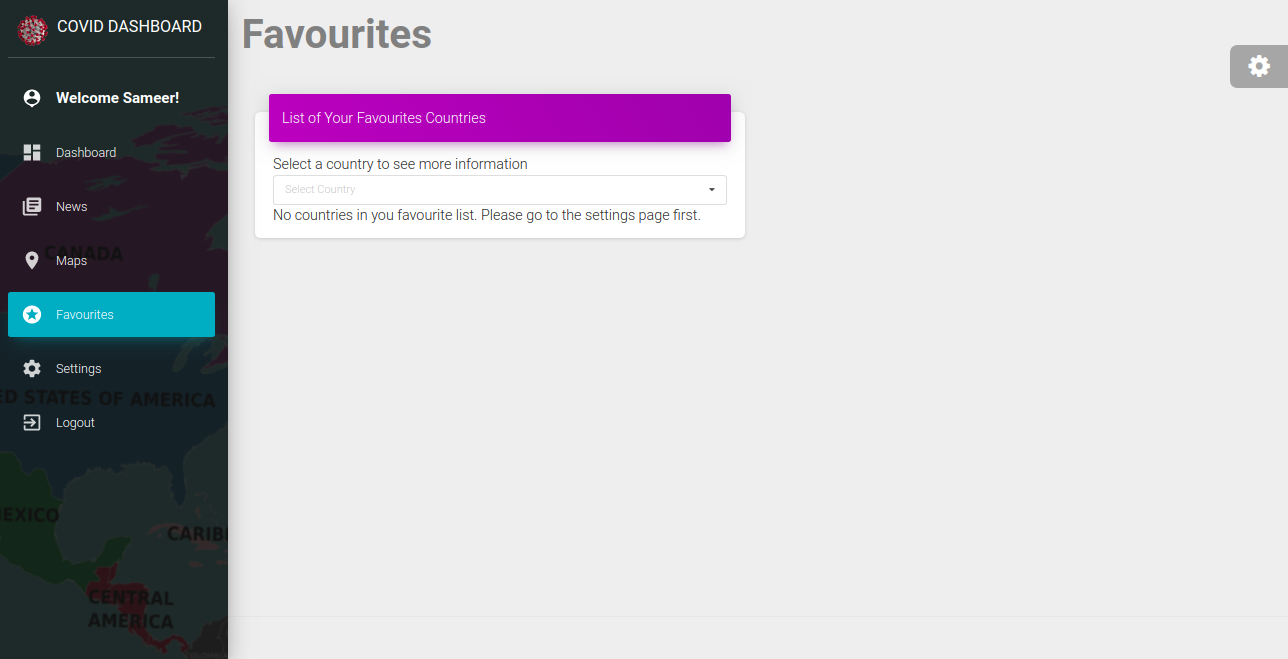 COVID DASHBOARD
Welcome Sameer!
Dashboard
News
CANADA
Maps
Favourites
Settings
ED STATES OF AMERICA
Logout
MEXICO
CARIB
CENTRAL
AMERICA
Favourites
List of Your Favourites Countries
Select a country to see more information
Select Country
No countries in you favourite list. Please go to the settings page first.